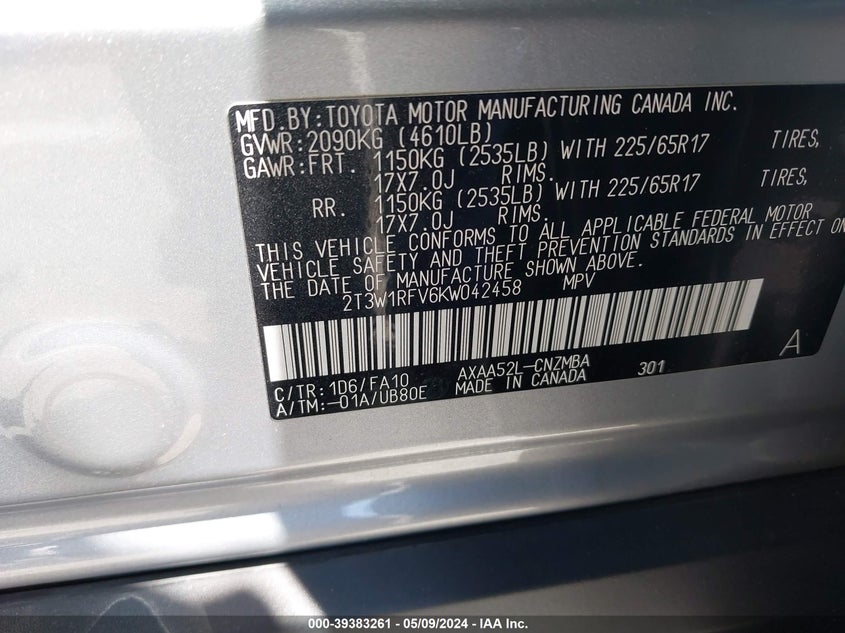 MFD. BY: TOYOTA MOTOR MANUFACTURING CANADA INC.
GVWR: 2090KG (4610LB)
GAWR: FRT. 1150KG (2535LB) WITH 225/65R17 TIRES,
17X7.0J RIMS.
RR. 1150KG (2535LB) WITH 225/65R17 TIRES,
17X7.0J RIMS.
THIS VEHICLE CONFORMS TO ALL APPLICABLE FEDERAL MOTOR
VEHICLE SAFETY AND THEFT PREVENTION STANDARDS IN EFFECT ON
THE DATE OF MANUFACTURE SHOWN ABOVE.
2T3W1RFV6KW042458 MPV
C/TR: 1D6/FA10 AXAA52L-CNZMBA 301 A
A/TM: -01A/UB80E MADE IN CANADA
000-39383261 - 05/09/2024 - IAA Inc.